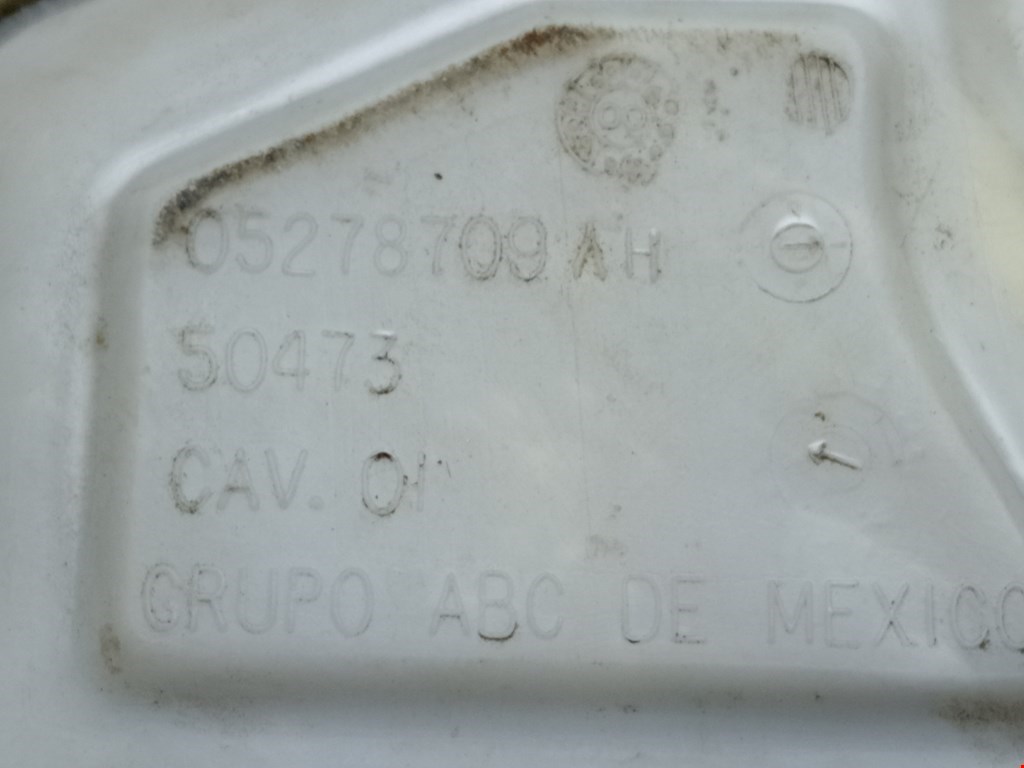 05278709AH
50473
CAV. 01
GRUPO ABC DE MEXICO